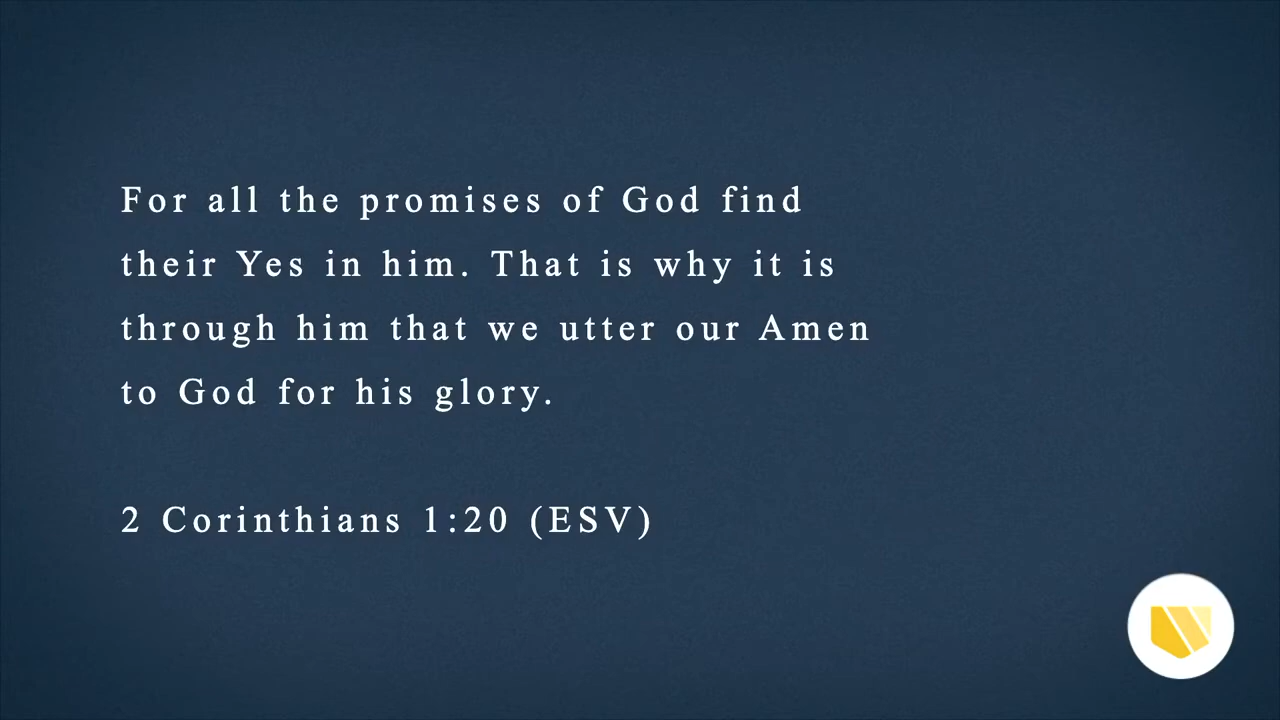 For all the promises of God find
their Yes in him. That is why it is
through him that we utter our Amen
to God for his glory.
2 Corinthians 1:20 (ESV)